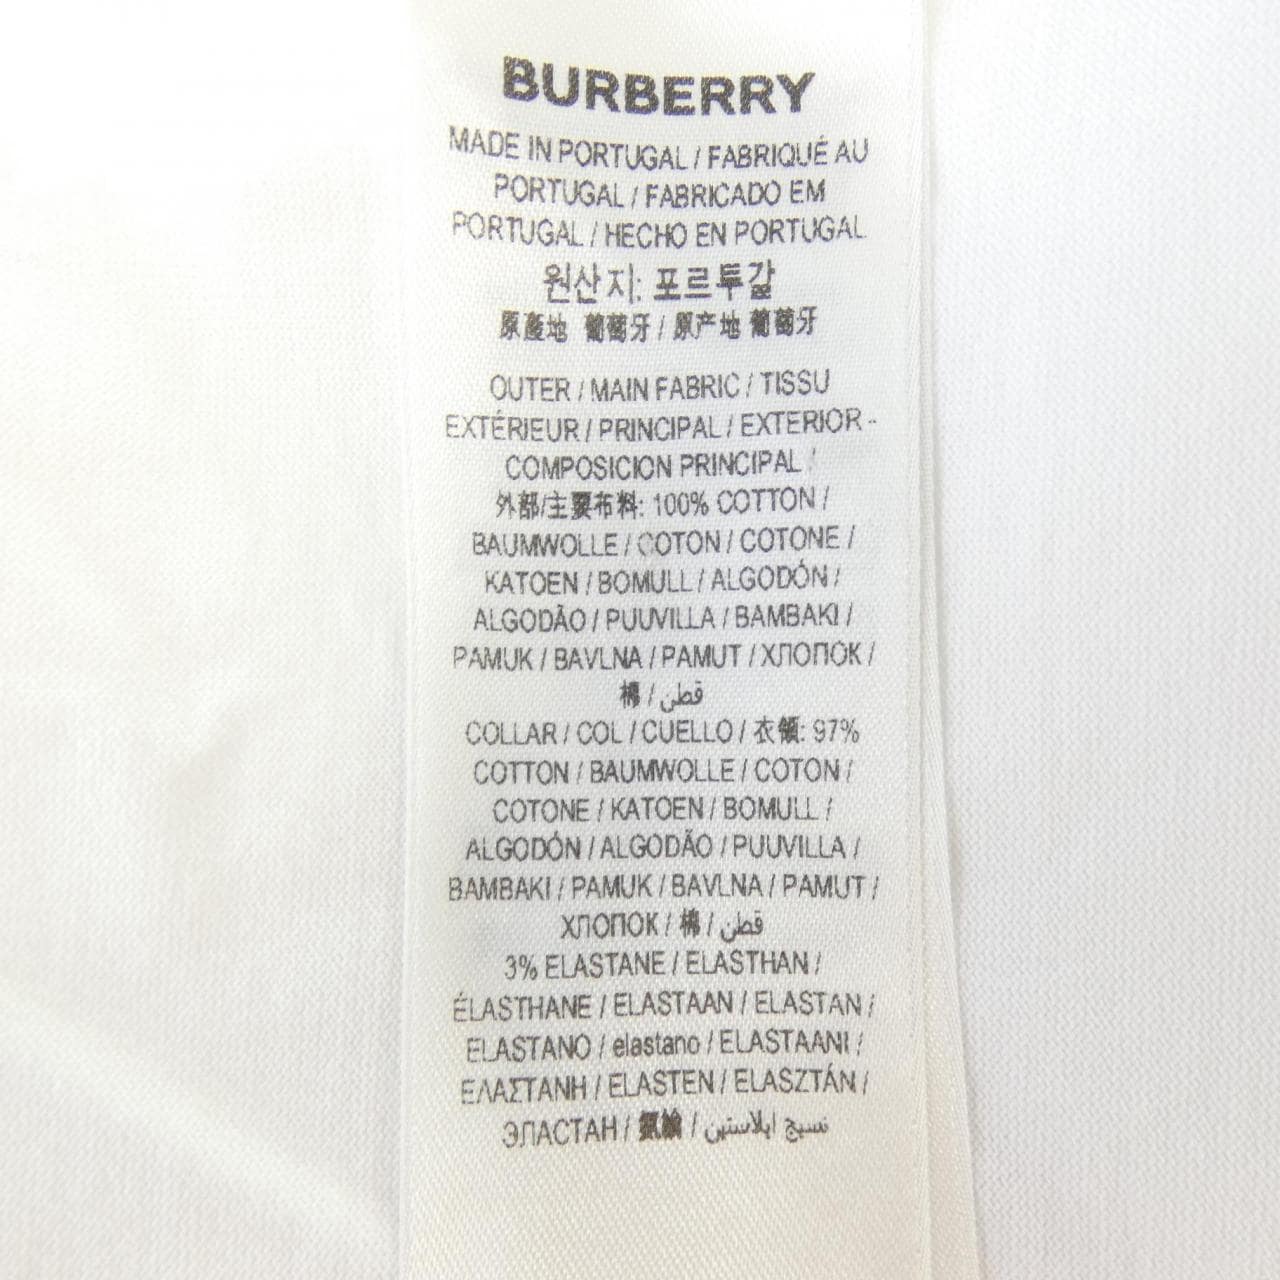 BURBERRY
MADE IN PORTUGAL / FABRIQUÉ AU
PORTUGAL / FABRICADO EM
PORTUGAL / HECHO EN PORTUGAL
원산지: 포르투갈
原產地 葡萄牙 / 原产地 葡萄牙
OUTER / MAIN FABRIC / TISSU
EXTÉRIEUR / PRINCIPAL / EXTERIOR -
COMPOSICION PRINCIPAL /
外部/主要布料: 100% COTTON /
BAUMWOLLE / COTON / COTONE /
KATOEN / BOMULL / ALGODÓN /
ALGODÃO / PUUVILLA / BAMBAKI /
PAMUK / BAVLNA / PAMUT / ХЛОПОК /
棉 / قطن
COLLAR / COL / CUELLO / 衣領: 97%
COTTON / BAUMWOLLE / COTON /
COTONE / KATOEN / BOMULL /
ALGODÓN / ALGODÃO / PUUVILLA /
BAMBAKI / PAMUK / BAVLNA / PAMUT /
ХЛОПОК / 棉 / قطن
3% ELASTANE / ELASTHAN /
ÉLASTHANE / ELASTAAN / ELASTAN /
ELASTANO / elastano / ELASTAANI /
ΕΛΑΣΤΑΝΗ / ELASTEN / ELASZTÁN /
ЭЛАСТАН / 氨綸 / نسيج ايلاستين